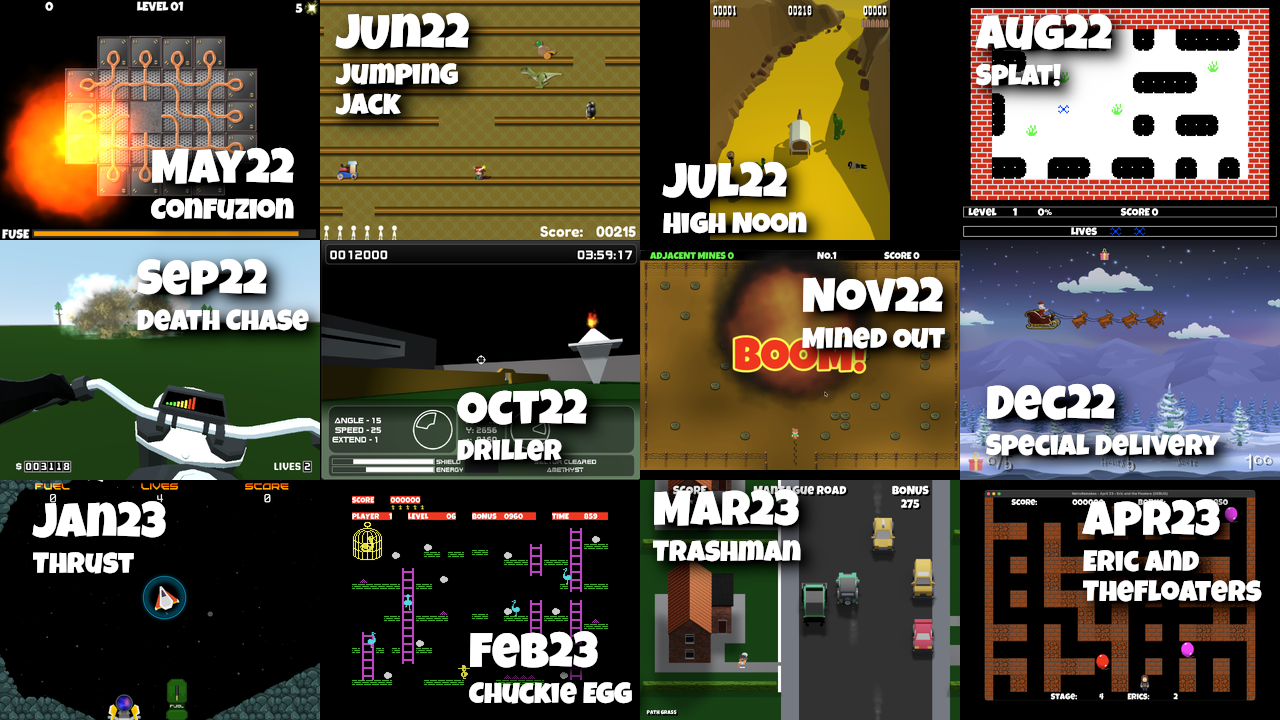 0 LEVEL 01 5
MAY22
CONFUZION
FUSE
JUN22
JUMPING
JACK
Score: 00215
00001 00218 00000
JUL22
HIGH NOON
AUG22
SPLAT!
LEVEL 1 0% SCORE 0
LIVES
SEP22
DEATH CHASE
$ 003118 LIVES 2
0012000 03:59:17
OCT22
DRILLER
ANGLE - 15
SPEED - 25
EXTEND - 1
Y: 2656
SHIELD
ENERGY
SECTOR CLEARED
AMETHYST
ADJACENT MINES 0 NO.1 SCORE 0
NOV22
MINED OUT
BOOM!
DEC22
SPECIAL DELIVERY
100
FUEL LIVES SCORE
0 4 0
JAN23
THRUST
FUEL
SCORE 000000
PLAYER 1 LEVEL 06 BONUS 0960 TIME 859
FEB23
CHUCKIE EGG
SCORE ROAD BONUS
275
MAR23
TRASHMAN
PATH GRASS
SCORE:
APR23
ERIC AND
THEFLOATERS
STAGE: 4 ERICS: 2